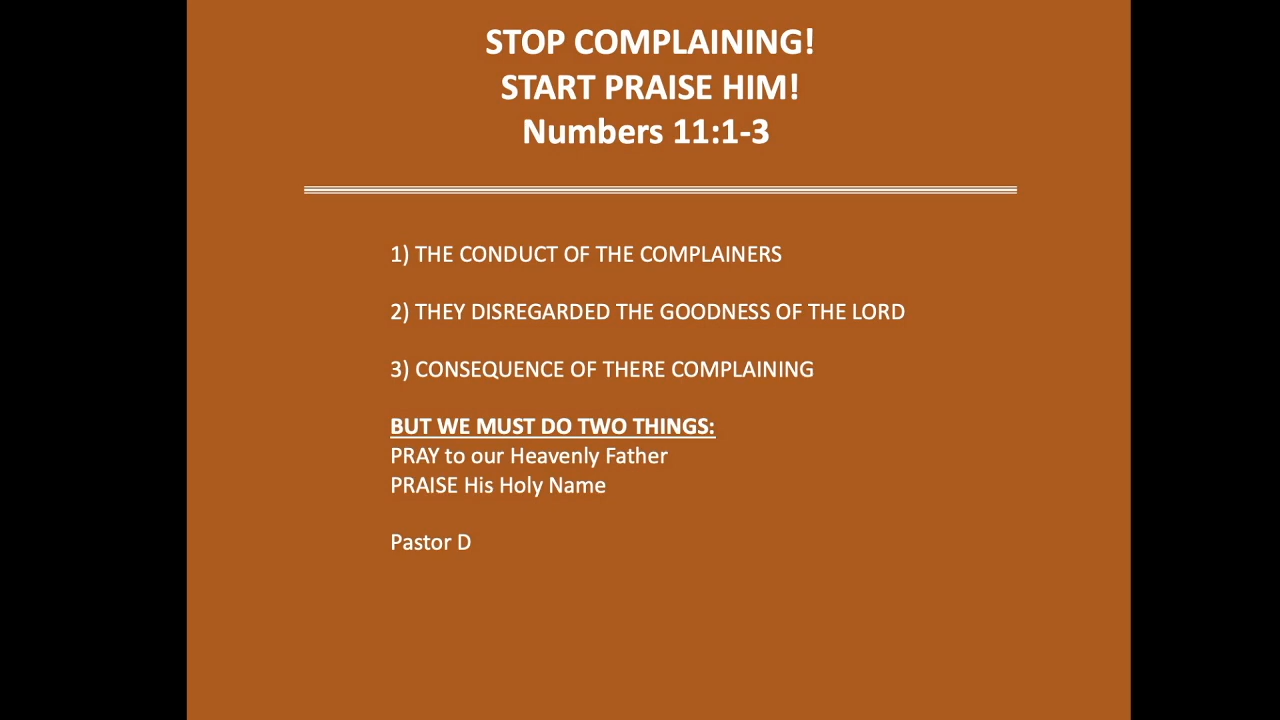 STOP COMPLAINING!
START PRAISE HIM!
Numbers 11:1-3
1) THE CONDUCT OF THE COMPLAINERS
2) THEY DISREGARDED THE GOODNESS OF THE LORD
3) CONSEQUENCE OF THERE COMPLAINING
BUT WE MUST DO TWO THINGS:
PRAY to our Heavenly Father
PRAISE His Holy Name
Pastor D